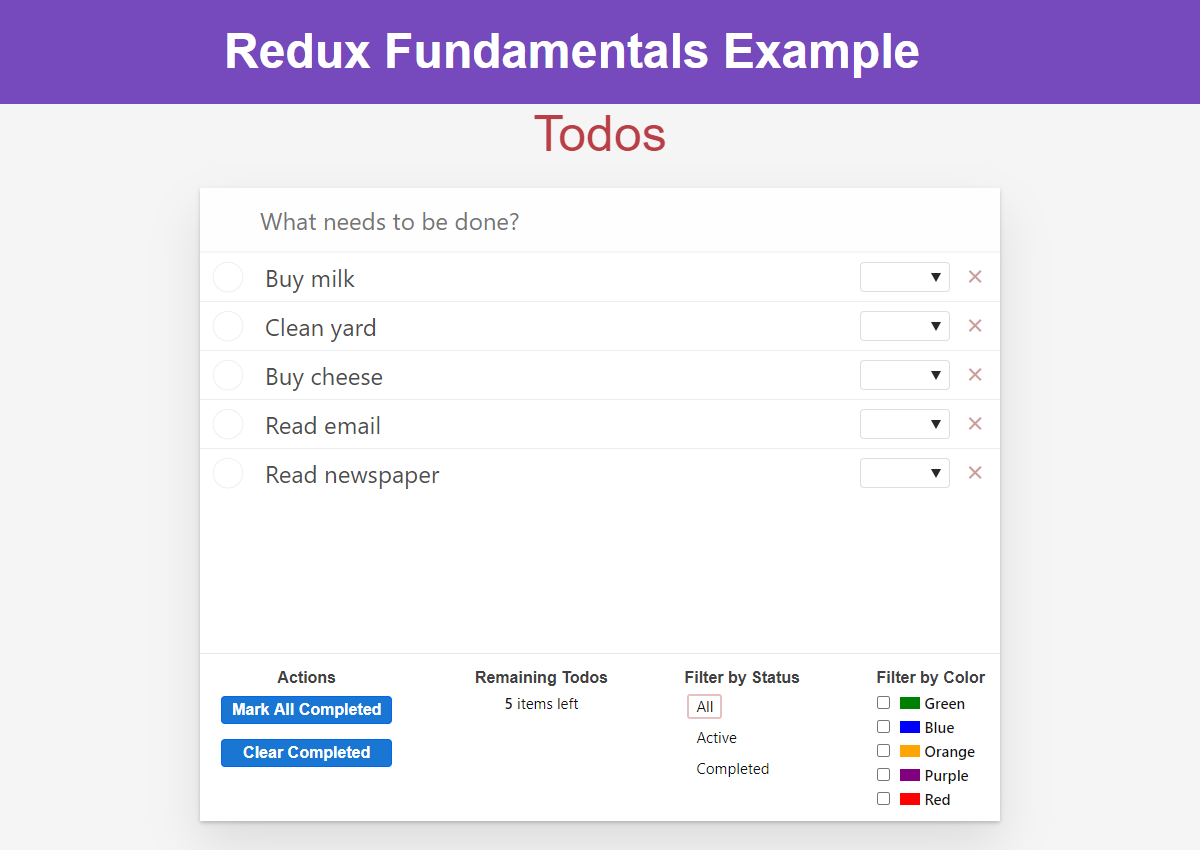 Redux Fundamentals Example
Todos
What needs to be done?
Buy milk
Clean yard
Buy cheese
Read email
Read newspaper
Actions
Mark All Completed
Clear Completed
Remaining Todos
5 items left
Filter by Status
All
Active
Completed
Filter by Color
Green
Blue
Orange
Purple
Red